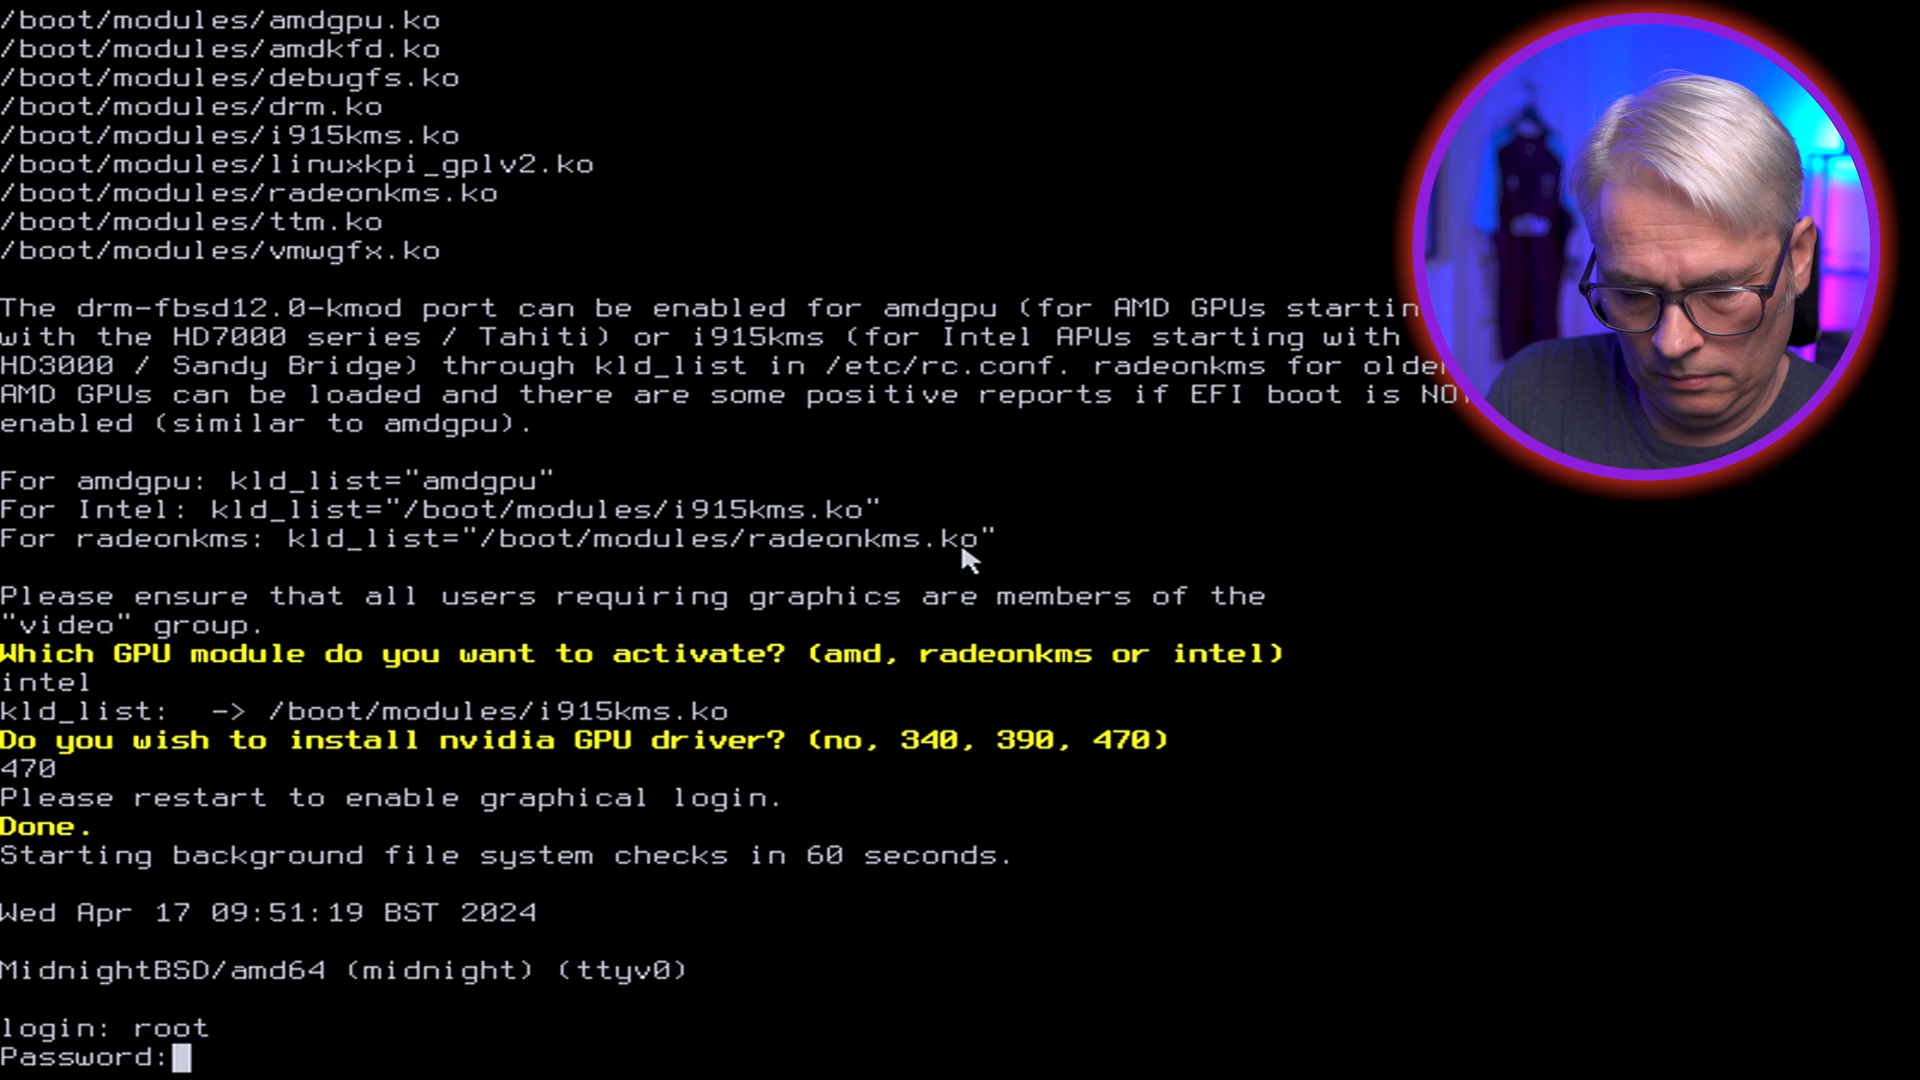 /boot/modules/amdgpu.ko
/boot/modules/amdkfd.ko
/boot/modules/debugfs.ko
/boot/modules/drm.ko
/boot/modules/i915kms.ko
/boot/modules/linuxkpi_gplv2.ko
/boot/modules/radeonkms.ko
/boot/modules/ttm.ko
/boot/modules/vmwgfx.ko
The drm-fbsd12.0-kmod port can be enabled for amdgpu (for AMD GPUs startin
with the HD7000 series / Tahiti) or i915kms (for Intel APUs starting with
HD3000 / Sandy Bridge) through kld_list in /etc/rc.conf. radeonkms for older
AMD GPUs can be loaded and there are some positive reports if EFI boot is NOT
enabled (similar to amdgpu).
For amdgpu: kld_list="amdgpu"
For Intel: kld_list="/boot/modules/i915kms.ko"
For radeonkms: kld_list="/boot/modules/radeonkms.ko"
Please ensure that all users requiring graphics are members of the
"video" group.
Which GPU module do you want to activate? (amd, radeonkms or intel)
intel
kld_list:  -> /boot/modules/i915kms.ko
Do you wish to install nvidia GPU driver? (no, 340, 390, 470)
470
Please restart to enable graphical login.
Done.
Starting background file system checks in 60 seconds.
Wed Apr 17 09:51:19 BST 2024
MidnightBSD/amd64 (midnight) (ttyv0)
login: root
Password: